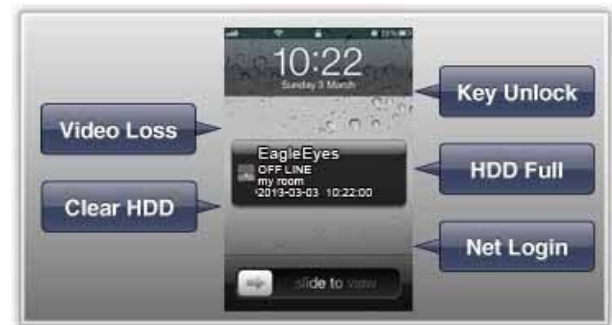 10:22
Sunday 3 March
Key Unlock
Video Loss
EagleEyes
OFF LINE
my room
2013-03-03 10:22:00
HDD Full
Clear HDD
Net Login
slide to view